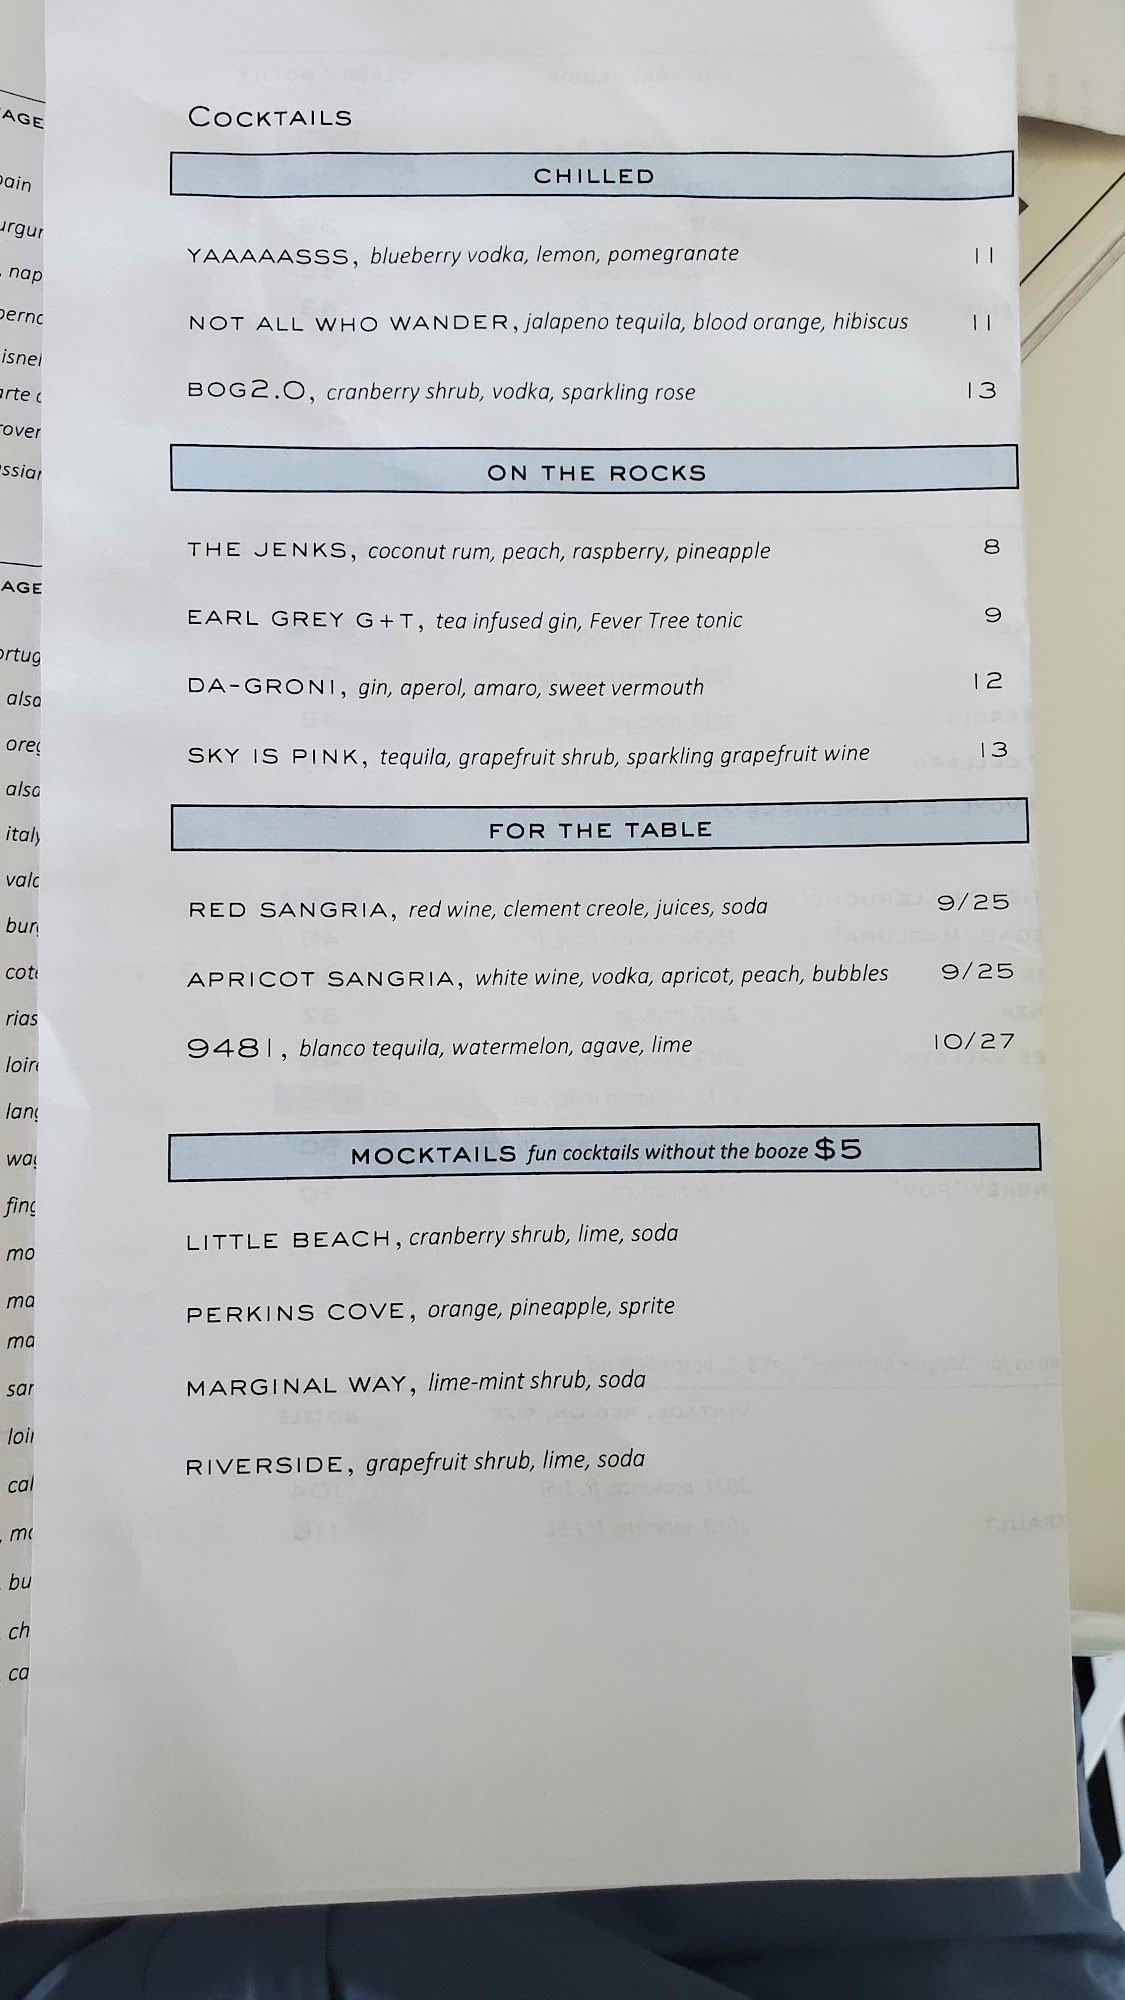 COCKTAILS
CHILLED
YAAAAASSS, blueberry vodka, lemon, pomegranate 11
NOT ALL WHO WANDER, jalapeno tequila, blood orange, hibiscus 11
BOG2.0, cranberry shrub, vodka, sparkling rose 13
ON THE ROCKS
THE JENKS, coconut rum, peach, raspberry, pineapple 8
EARL GREY G+T, tea infused gin, Fever Tree tonic 9
DA-GRONI, gin, aperol, amaro, sweet vermouth 12
SKY IS PINK, tequila, grapefruit shrub, sparkling grapefruit wine 13
FOR THE TABLE
RED SANGRIA, red wine, clement creole, juices, soda 9/25
APRICOT SANGRIA, white wine, vodka, apricot, peach, bubbles 9/25
9481, blanco tequila, watermelon, agave, lime 10/27
MOCKTAILS fun cocktails without the booze $5
LITTLE BEACH, cranberry shrub, lime, soda
PERKINS COVE, orange, pineapple, sprite
MARGINAL WAY, lime-mint shrub, soda
RIVERSIDE, grapefruit shrub, lime, soda